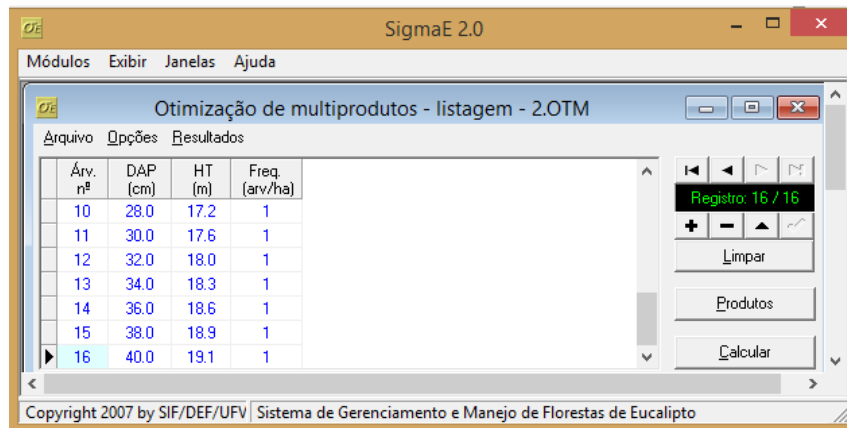 σE SigmaE 2.0
Módulos Exibir Janelas Ajuda
σE Otimização de multiprodutos - listagem - 2.OTM
Arquivo Opções Resultados
Árv. DAP HT Freq.
nº (cm) (m) (arv/ha)
10 28.0 17.2 1
11 30.0 17.6 1
12 32.0 18.0 1
13 34.0 18.3 1
14 36.0 18.6 1
15 38.0 18.9 1
16 40.0 19.1 1
Registro: 16 / 16
Limpar
Produtos
Calcular
Copyright 2007 by SIF/DEF/UFV Sistema de Gerenciamento e Manejo de Florestas de Eucalipto